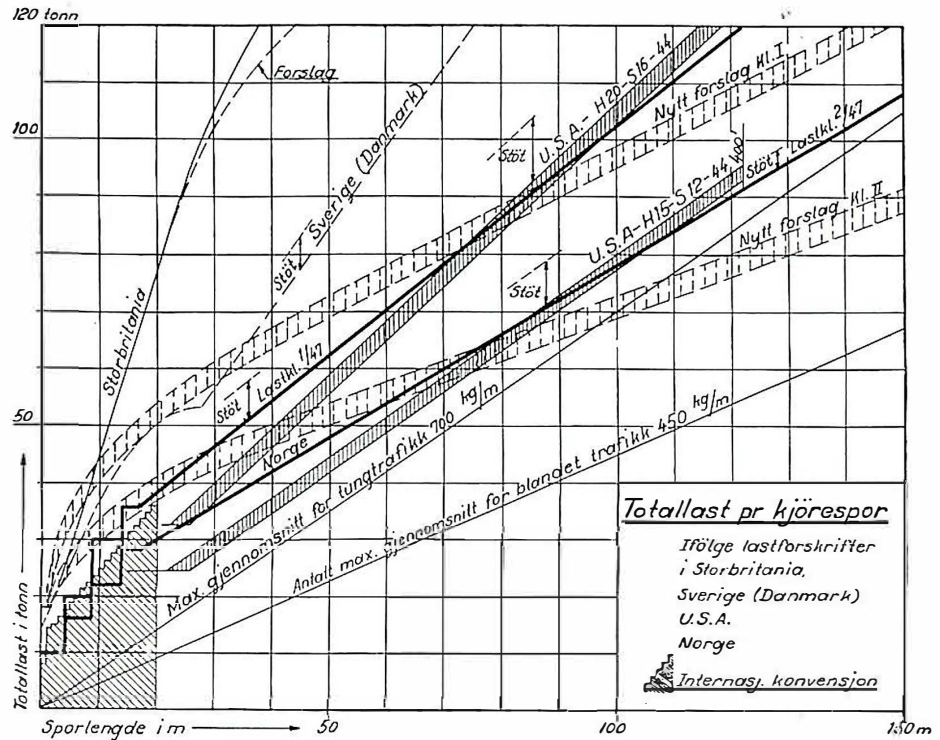 120 tonn
Forslag
Sverige (Danmark)
Stöt
U.S.A.- H20-S16-44
Nytt forslag Kl. I
100
Stöt
U.S.A-H15-S12-44
Stöt
Lastkl. 2/47
Nytt forslag Kl. II
Stöt
Storbritania
Lastkl. 1/47
Stöt
50
Norge
Max. gjennomsnitt for tungtrafikk 700 kg/m
Antatt max. gjennomsnitt for blandet trafikk 450 kg/m
Totallast i tonn
Totallast pr kjörespor
Ifölge lastforskrifter
i Storbritania,
Sverige (Danmark)
U.S.A.
Norge
Internasj. konvensjon
Sporlengde i m
50
100
150 m